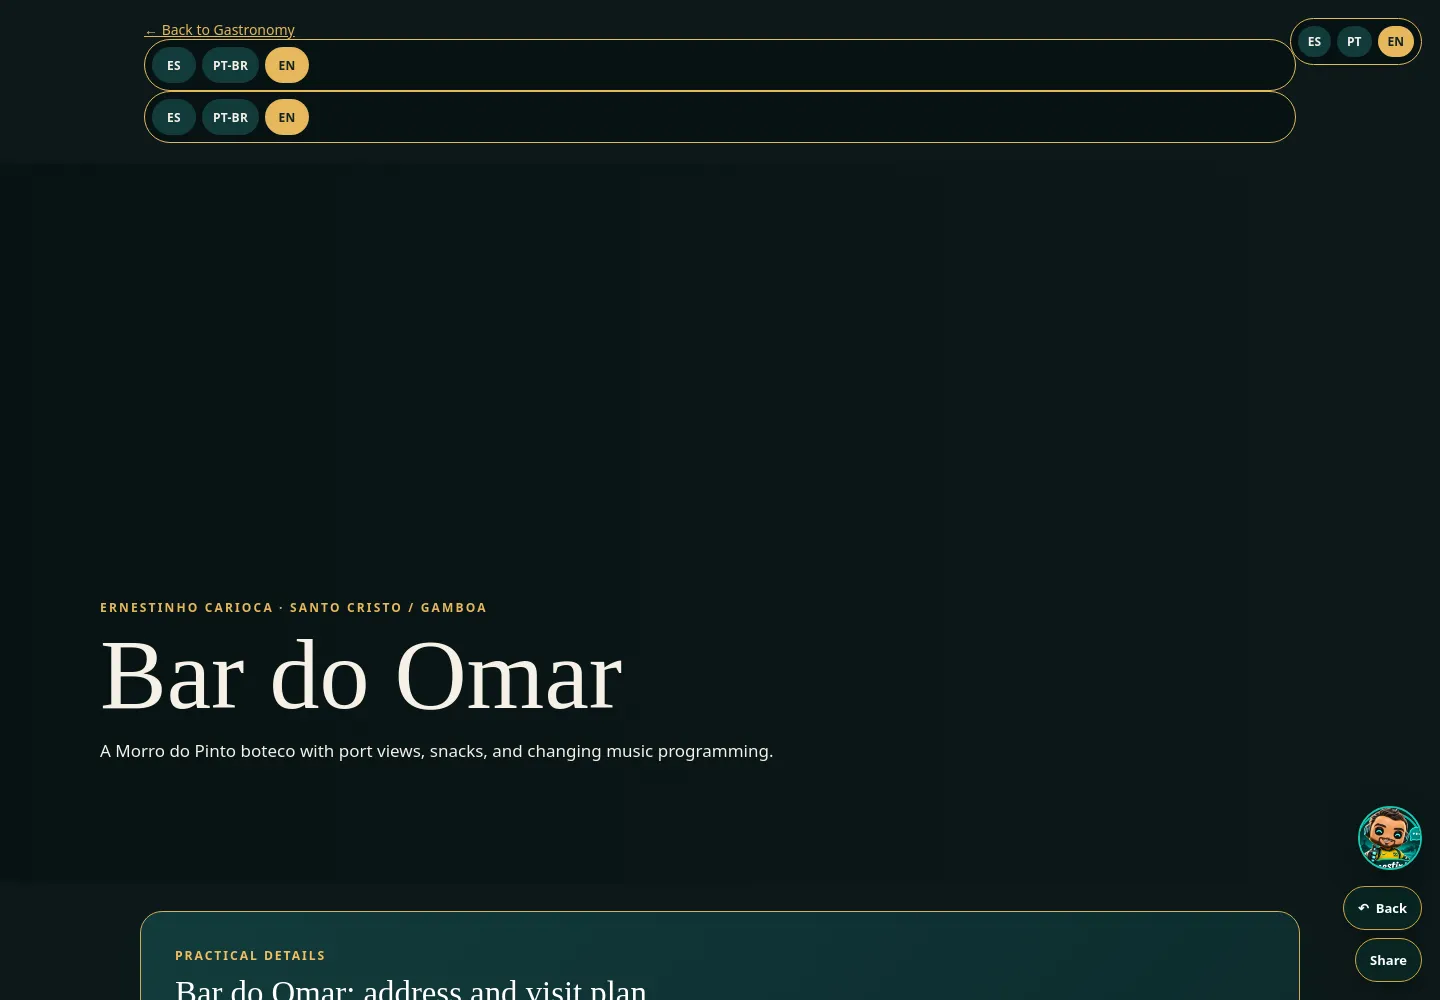 ← Back to Gastronomy
ES PT EN
ES PT-BR EN
ES PT-BR EN
ERNESTINHO CARIOCA · SANTO CRISTO / GAMBOA
Bar do Omar
A Morro do Pinto boteco with port views, snacks, and changing music programming.
↶ Back
Share
PRACTICAL DETAILS
Bar do Omar: address and visit plan